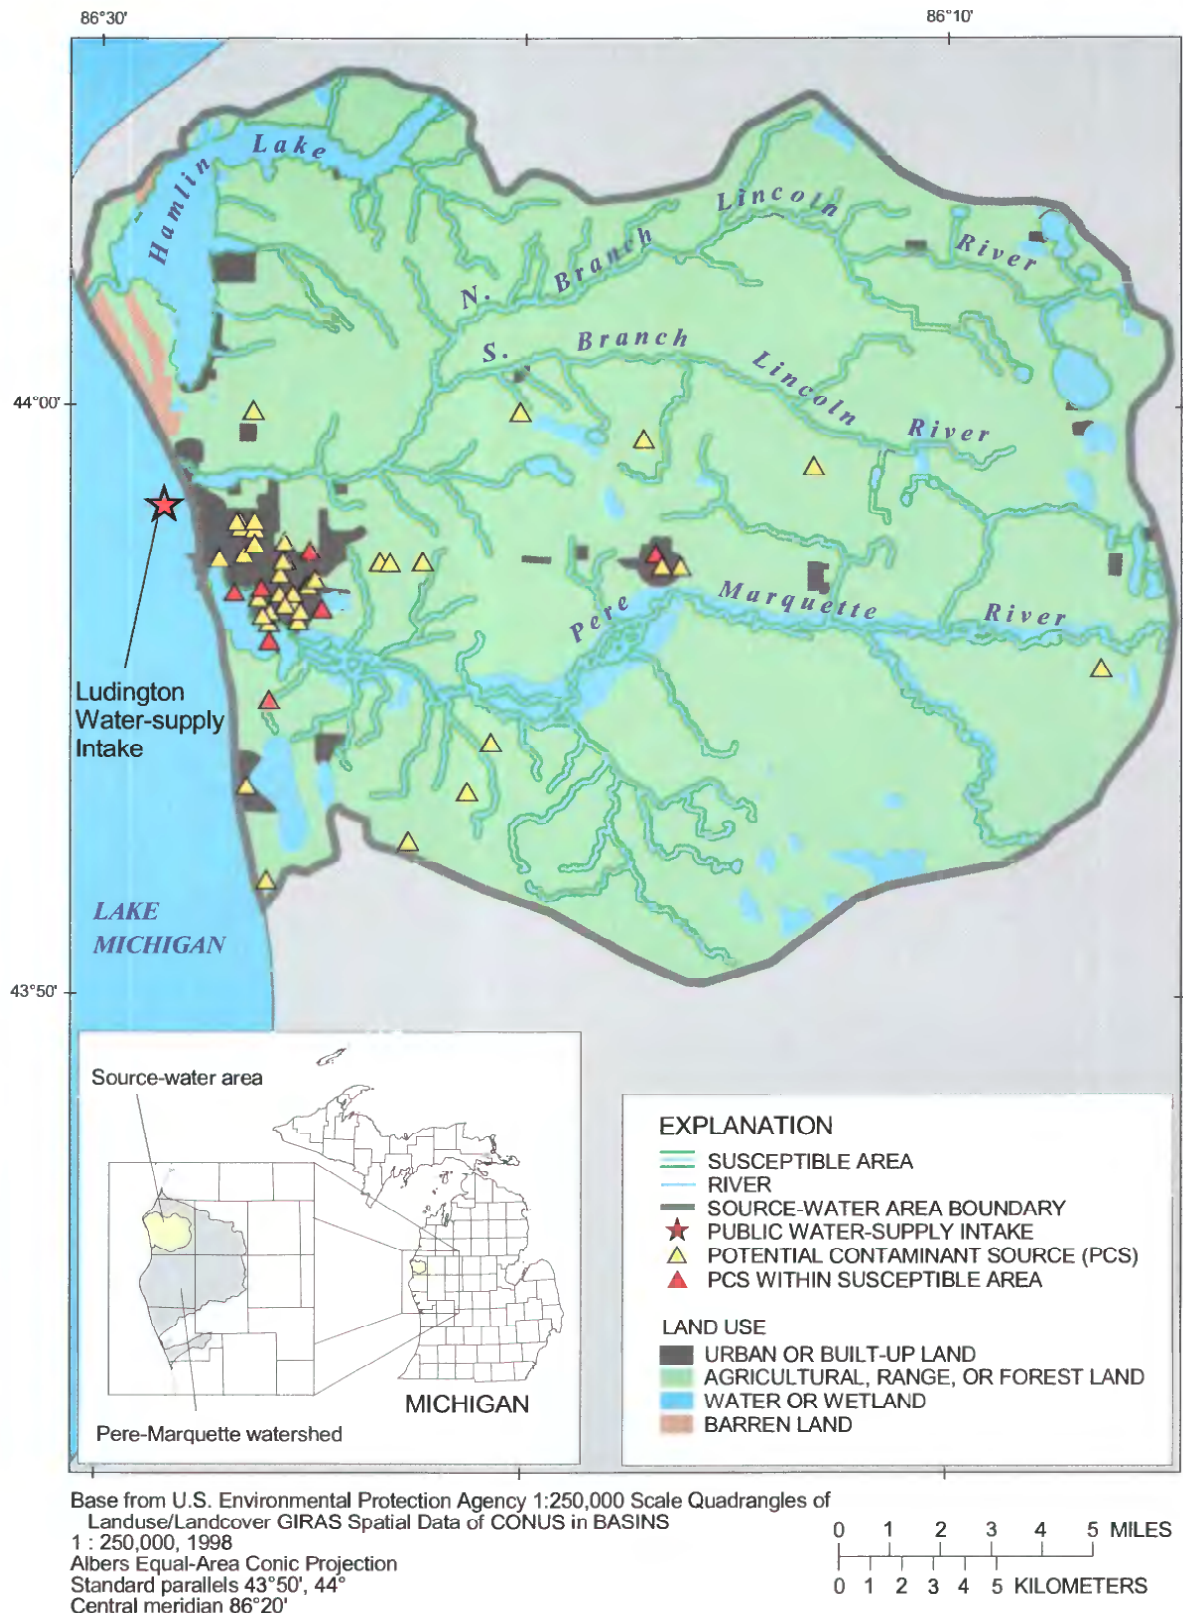 86°30'
86°10'
Hamlin
Lake
N.
Branch
Lincoln
River
S.
Branch
Lincoln
River
44°00'
Pere
Marquette
River
Ludington
Water-supply
Intake
LAKE
MICHIGAN
43°50'
Source-water area
MICHIGAN
Pere-Marquette watershed
EXPLANATION
SUSCEPTIBLE AREA
RIVER
SOURCE-WATER AREA BOUNDARY
PUBLIC WATER-SUPPLY INTAKE
POTENTIAL CONTAMINANT SOURCE (PCS)
PCS WITHIN SUSCEPTIBLE AREA
LAND USE
URBAN OR BUILT-UP LAND
AGRICULTURAL, RANGE, OR FOREST LAND
WATER OR WETLAND
BARREN LAND
Base from U.S. Environmental Protection Agency 1:250,000 Scale Quadrangles of
Landuse/Landcover GIRAS Spatial Data of CONUS in BASINS
1 : 250,000, 1998
Albers Equal-Area Conic Projection
Standard parallels 43°50', 44°
Central meridian 86°20'
0 1 2 3 4 5 MILES
0 1 2 3 4 5 KILOMETERS